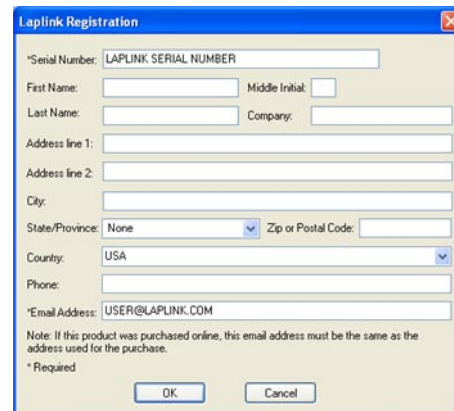 Laplink Registration
*Serial Number: LAPLINK SERIAL NUMBER
First Name: Middle Initial:
Last Name: Company:
Address line 1:
Address line 2:
City:
State/Province: None Zip or Postal Code:
Country: USA
Phone:
*Email Address: USER@LAPLINK.COM
Note: If this product was purchased online, this email address must be the same as the
address used for the purchase.
* Required
OK Cancel